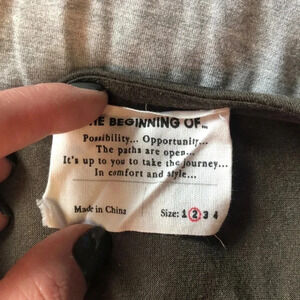 THE BEGINNING OF...
Possibility... Opportunity...
The paths are open...
It's up to you to take the journey...
In comfort and style...
Made in China
Size: 1 2 3 4